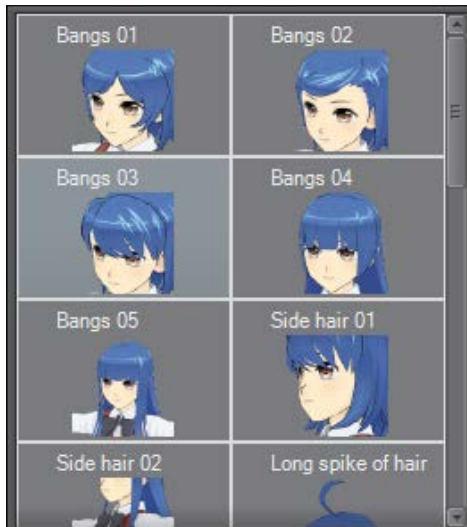 Bangs 01
Bangs 02
Bangs 03
Bangs 04
Bangs 05
Side hair 01
Side hair 02
Long spike of hair